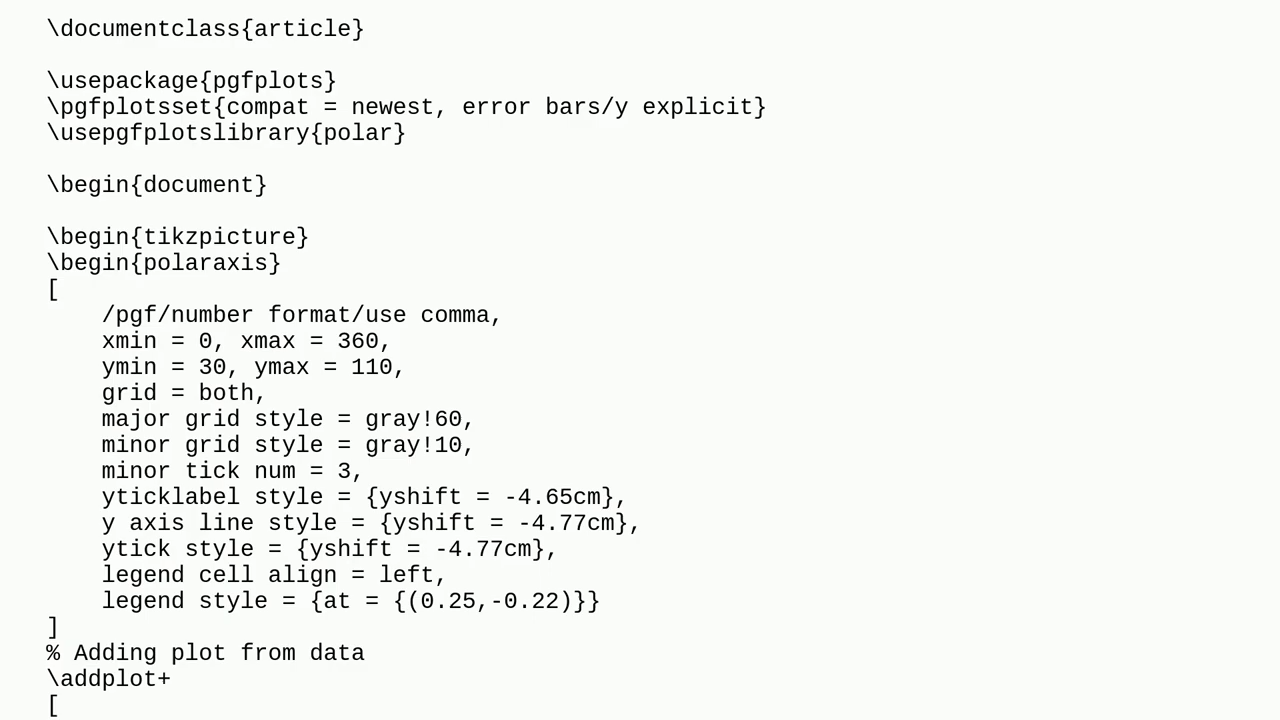 \documentclass{article}

\usepackage{pgfplots}
\pgfplotsset{compat = newest, error bars/y explicit}
\usepgfplotslibrary{polar}

\begin{document}

\begin{tikzpicture}
\begin{polaraxis}
[
    /pgf/number format/use comma,
    xmin = 0, xmax = 360,
    ymin = 30, ymax = 110,
    grid = both,
    major grid style = gray!60,
    minor grid style = gray!10,
    minor tick num = 3,
    yticklabel style = {yshift = -4.65cm},
    y axis line style = {yshift = -4.77cm},
    ytick style = {yshift = -4.77cm},
    legend cell align = left,
    legend style = {at = {(0.25,-0.22)}}
]
% Adding plot from data
\addplot+
[